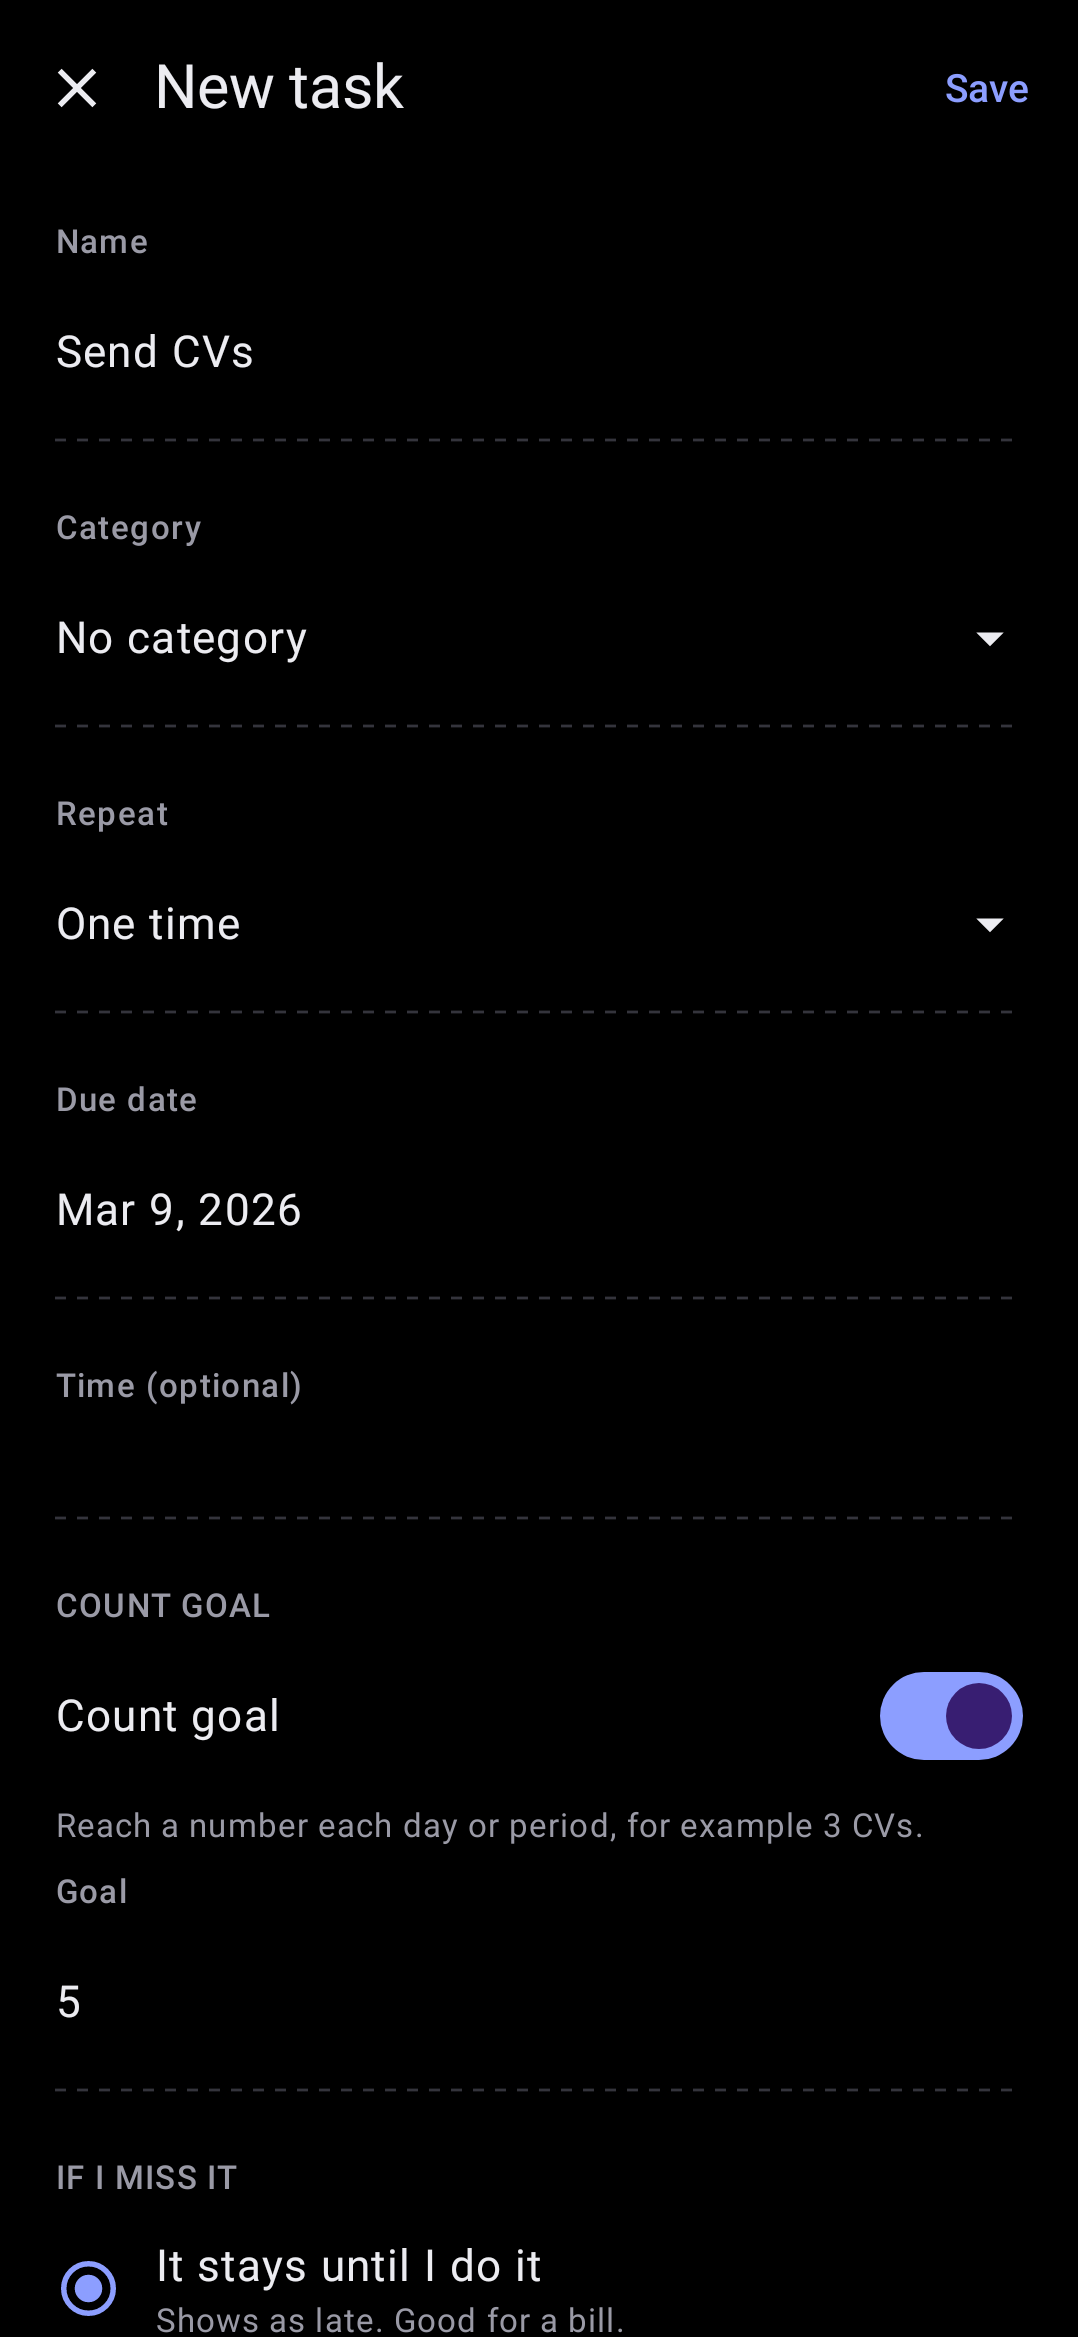 New task
Save
Name
Send CVs
Category
No category
Repeat
One time
Due date
Mar 9, 2026
Time (optional)
COUNT GOAL
Count goal
Reach a number each day or period, for example 3 CVs.
Goal
5
IF I MISS IT
It stays until I do it
Shows as late. Good for a bill.